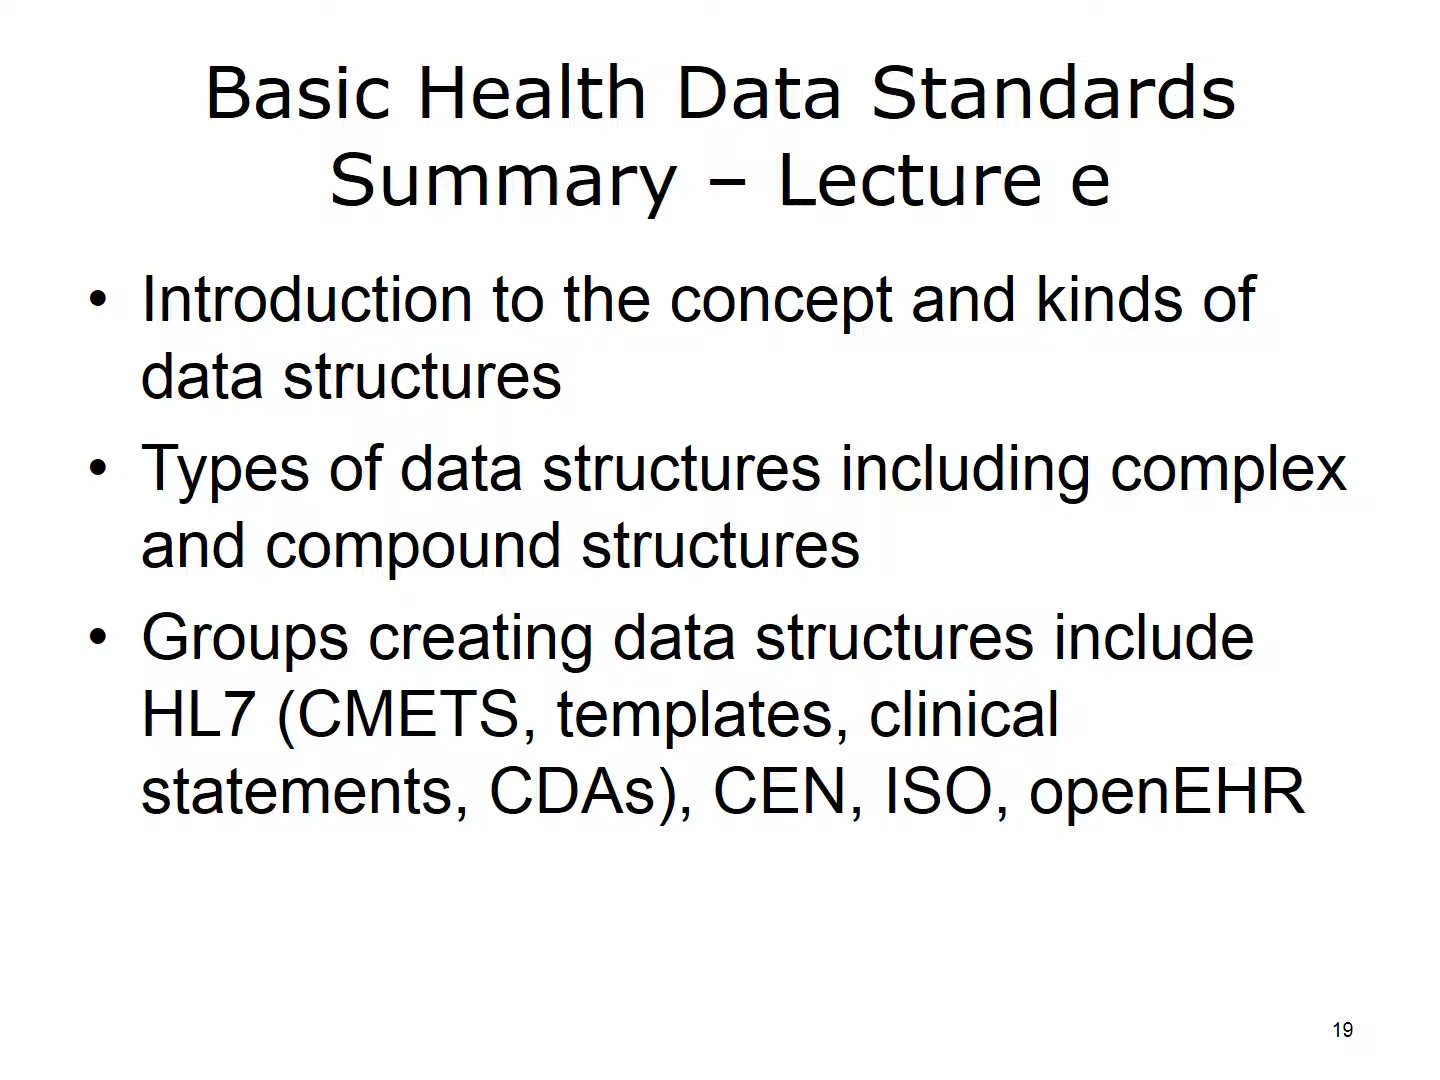 Basic Health Data Standards
Summary – Lecture e
• Introduction to the concept and kinds of
data structures
• Types of data structures including complex
and compound structures
• Groups creating data structures include
HL7 (CMETS, templates, clinical
statements, CDAs), CEN, ISO, openEHR
19